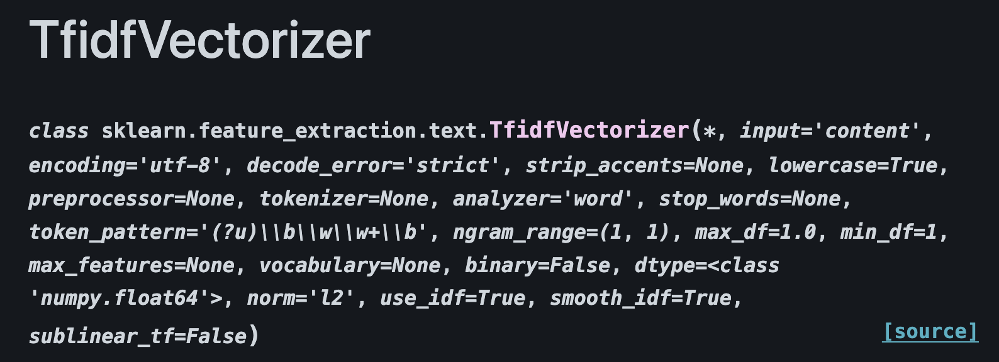 TfidfVectorizer
class sklearn.feature_extraction.text.TfidfVectorizer(*, input='content',
encoding='utf-8', decode_error='strict', strip_accents=None, lowercase=True,
preprocessor=None, tokenizer=None, analyzer='word', stop_words=None,
token_pattern='(?u)\\b\\w\\w+\\b', ngram_range=(1, 1), max_df=1.0, min_df=1,
max_features=None, vocabulary=None, binary=False, dtype=<class
'numpy.float64'>, norm='l2', use_idf=True, smooth_idf=True,
sublinear_tf=False) [source]